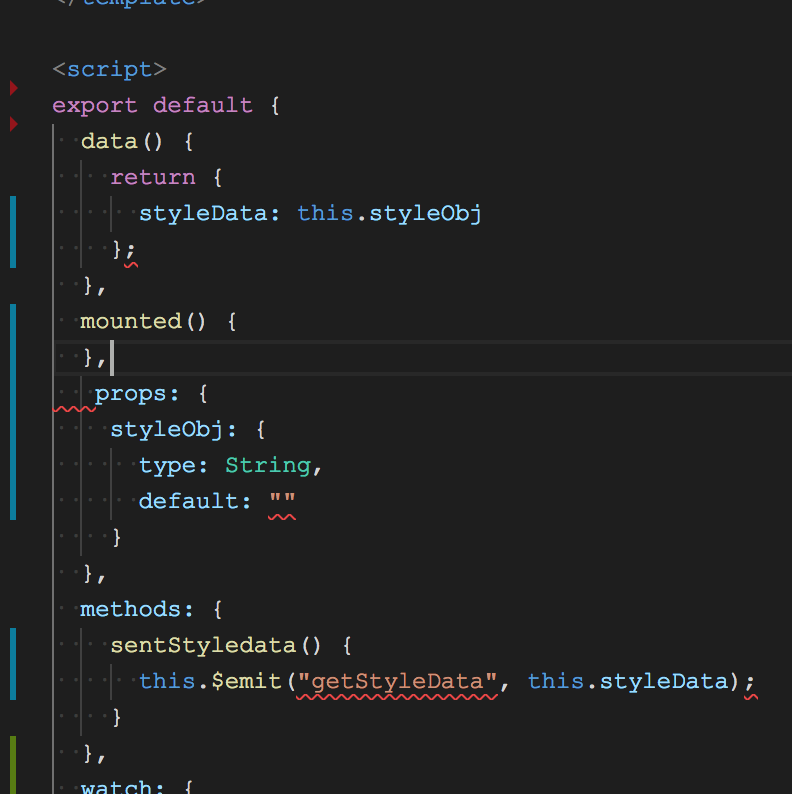 </template>
<script>
export default {
  data() {
    return {
      styleData: this.styleObj
    };
  },
  mounted() {
  },
   props: {
    styleObj: {
      type: String,
      default: ""
    }
  },
  methods: {
    sentStyledata() {
      this.$emit("getStyleData", this.styleData);
    }
  },
  watch: {